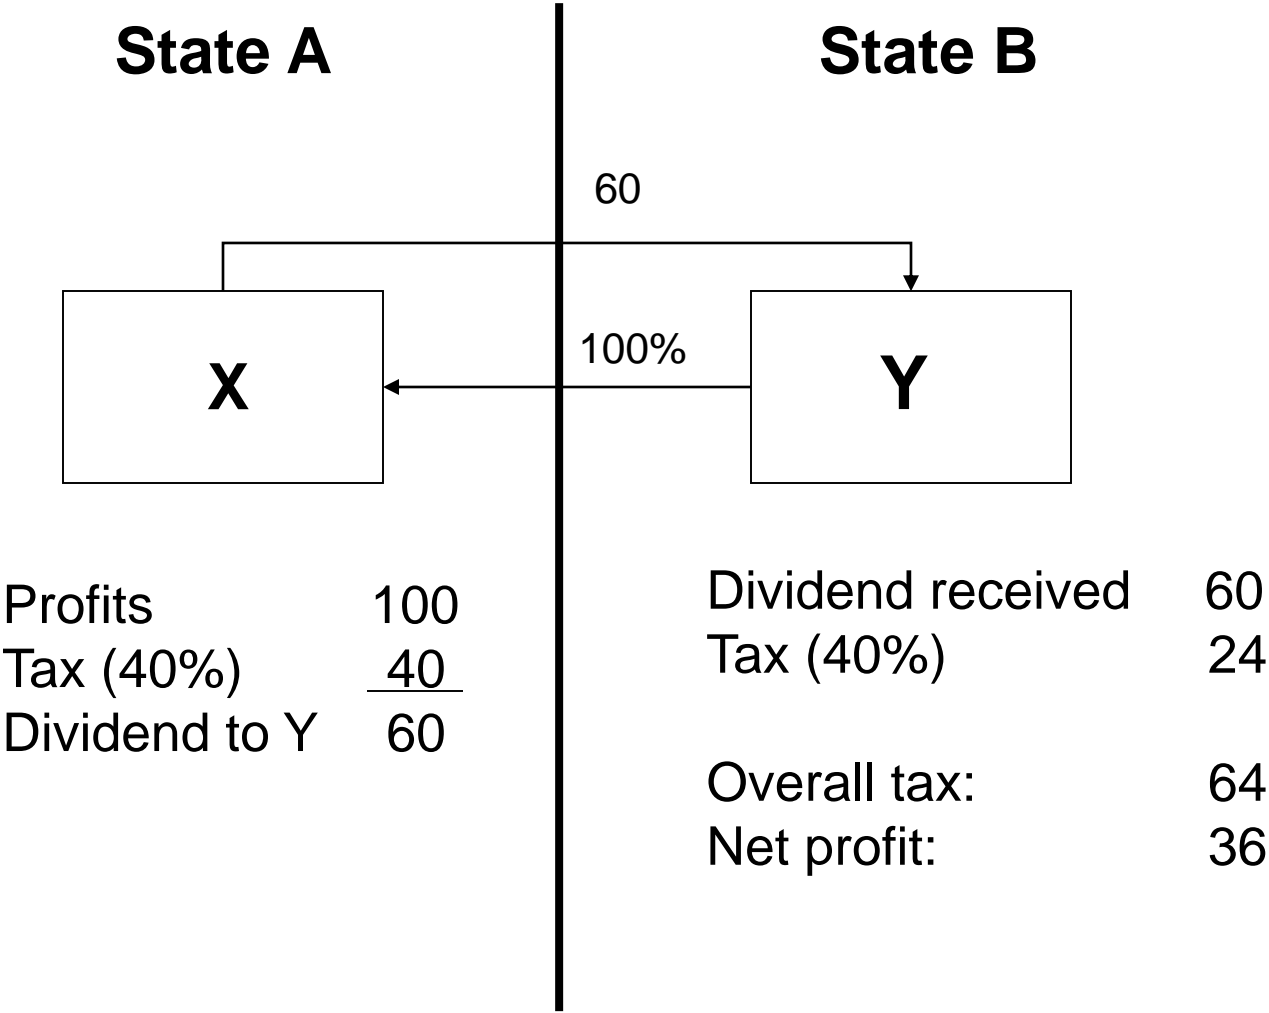 State A
State B
60
100%
X
Y
Profits 100
Tax (40%) 40
Dividend to Y 60
Dividend received 60
Tax (40%) 24
Overall tax: 64
Net profit: 36